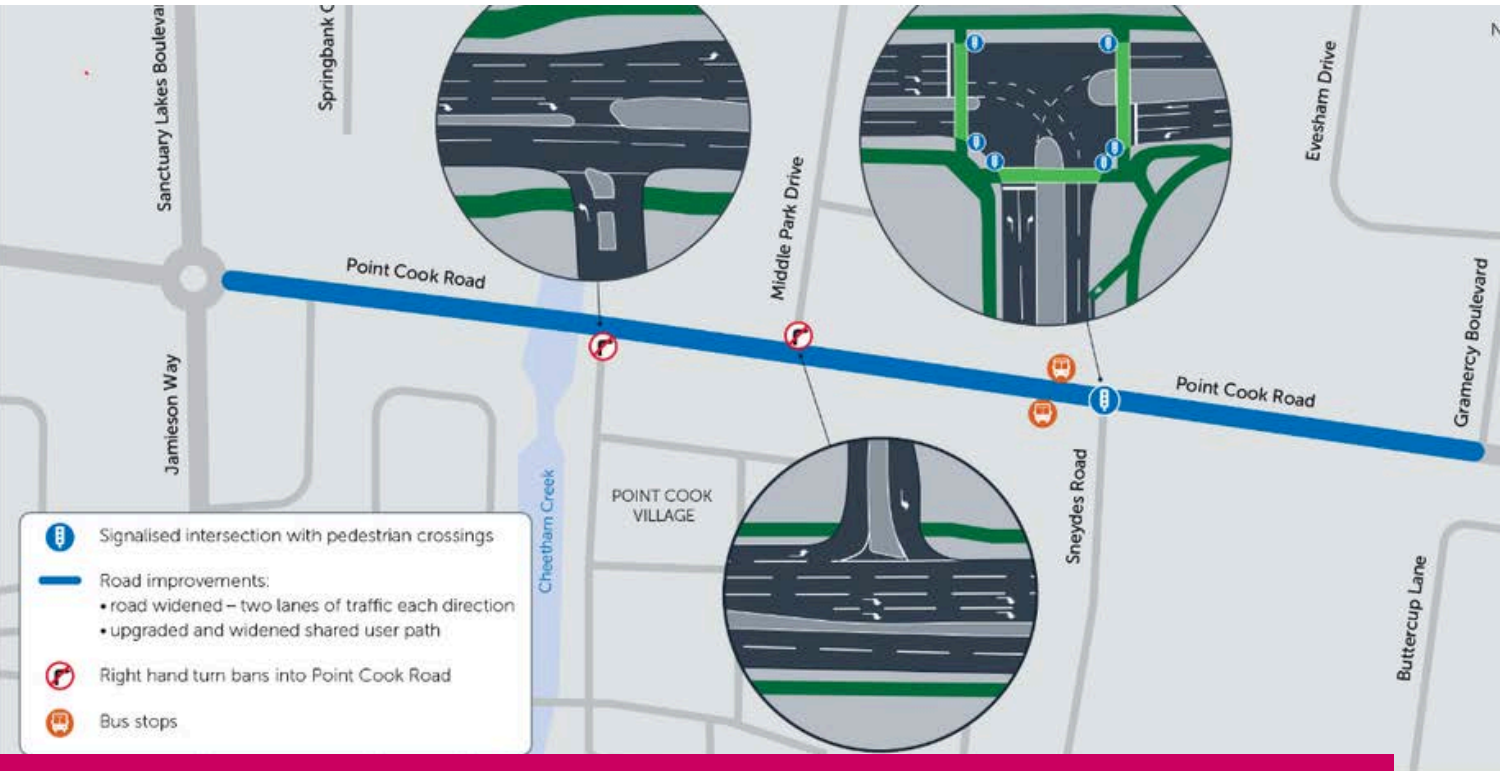 Sanctuary Lakes Bouleva
Springbank
Middle Park Drive
Evesham Drive
N
Point Cook Road
Jamieson Way
Cheetham Creek
POINT COOK
VILLAGE
Sneydes Road
Point Cook Road
Gramercy Boulevard
Buttercup Lane
Signalised intersection with pedestrian crossings
Road improvements:
• road widened – two lanes of traffic each direction
• upgraded and widened shared user path
Right hand turn bans into Point Cook Road
Bus stops